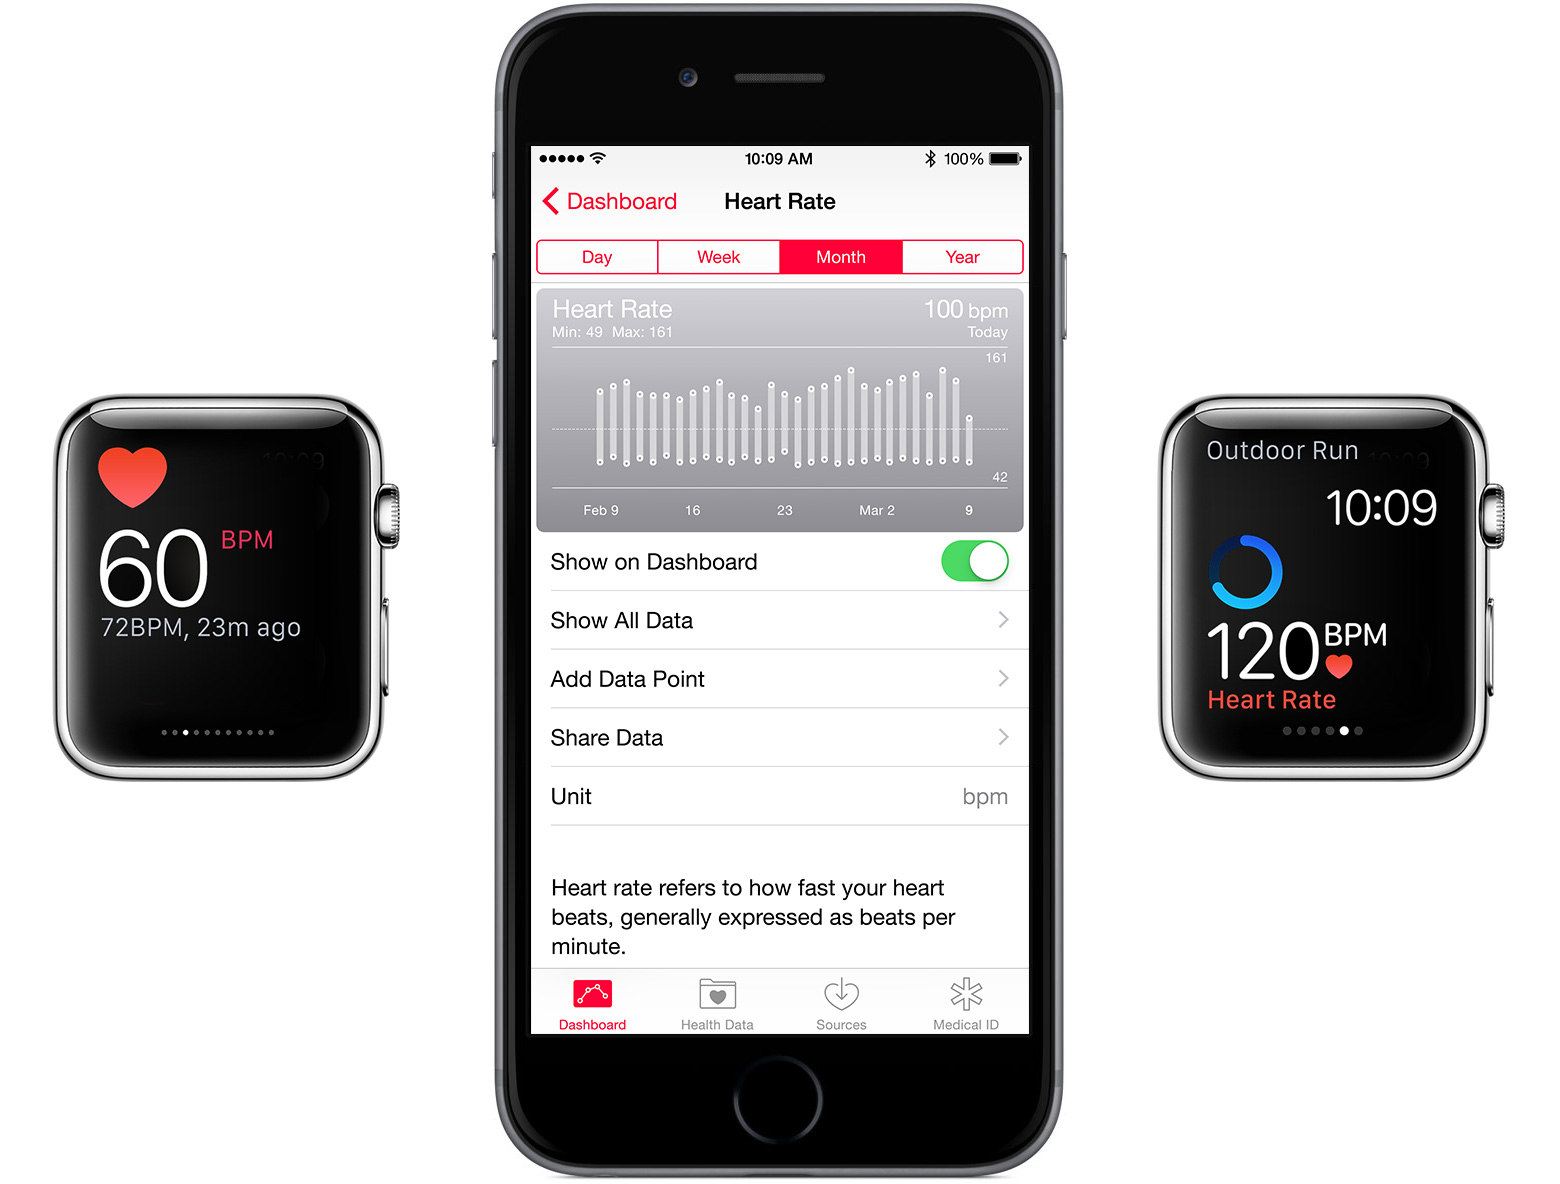 10:09
60 BPM
72BPM, 23m ago
10:09 AM
100%
Dashboard
Heart Rate
Day Week Month Year
Heart Rate
100 bpm
Min: 49 Max: 161
Today
161
42
Feb 9 16 23 Mar 2 9
Show on Dashboard
Show All Data
Add Data Point
Share Data
Unit bpm
Heart rate refers to how fast your heart
beats, generally expressed as beats per
minute.
Dashboard Health Data Sources Medical ID
Outdoor Run
10:09
10:09
120 BPM
Heart Rate